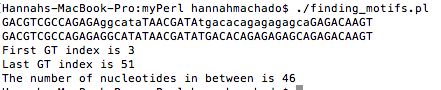 Hannahs-MacBook-Pro:myPerl hannahmachado$ ./finding_motifs.pl
GACGTCGCCAGAGAggcataTAACGATAtgacacagagagagcaGAGACAAGT
GACGTCGCCAGAGAGGCATATAACGATATGACACAGAGAGAGCAGAGACAAGT
First GT index is 3
Last GT index is 51
The number of nucleotides in between is 46